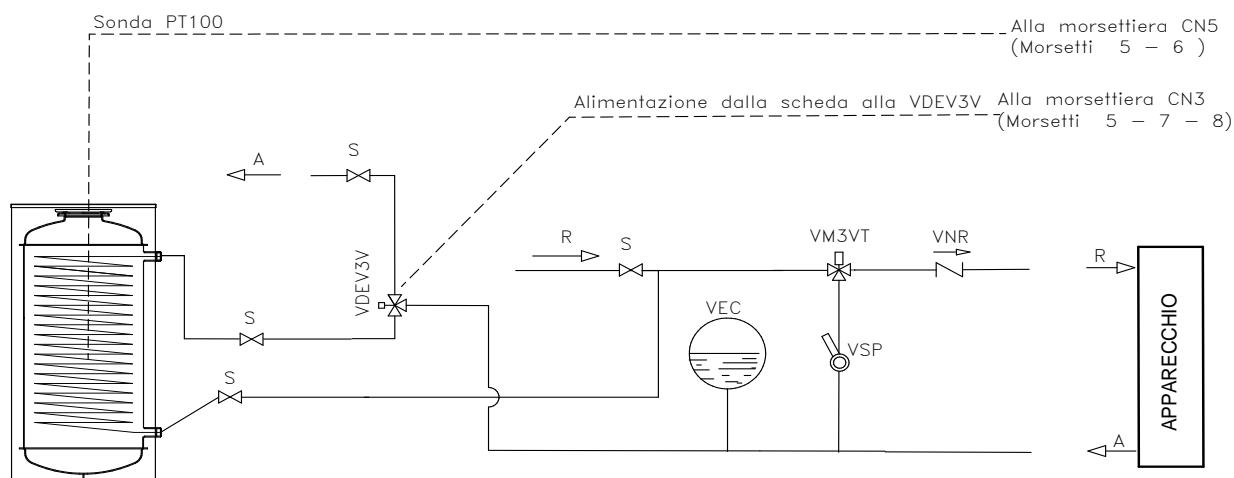 Sonda PT100
Alla morsettiera CN5
(Morsetti 5 - 6 )
Alimentazione dalla scheda alla VDEV3V
Alla morsettiera CN3
(Morsetti 5 - 7 - 8)
A
S
R
S
VM3VT
VNR
R
VDEV3V
S
VEC
VSP
S
APPARECCHIO
A